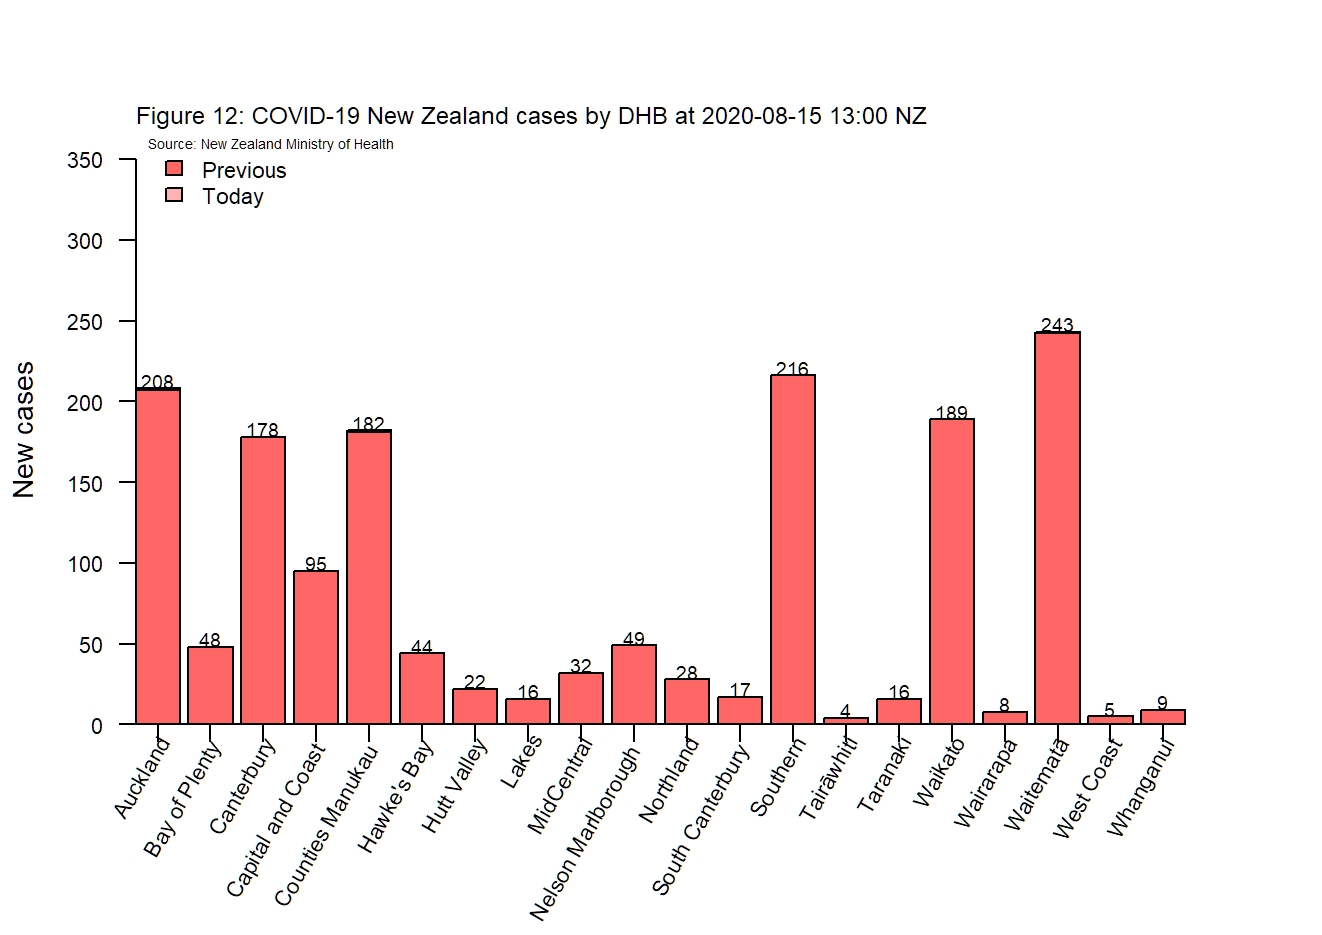 Figure 12: COVID-19 New Zealand cases by DHB at 2020-08-15 13:00 NZ
Source: New Zealand Ministry of Health
Previous
Today
New cases
350
300
250
200
150
100
50
0
208
48
178
95
182
44
22
16
32
49
28
17
216
4
16
189
8
243
5
9
Auckland
Bay of Plenty
Canterbury
Capital and Coast
Counties Manukau
Hawke's Bay
Hutt Valley
Lakes
MidCentral
Nelson Marlborough
Northland
South Canterbury
Southern
Tairāwhiti
Taranaki
Waikato
Wairarapa
Waitematā
West Coast
Whanganui